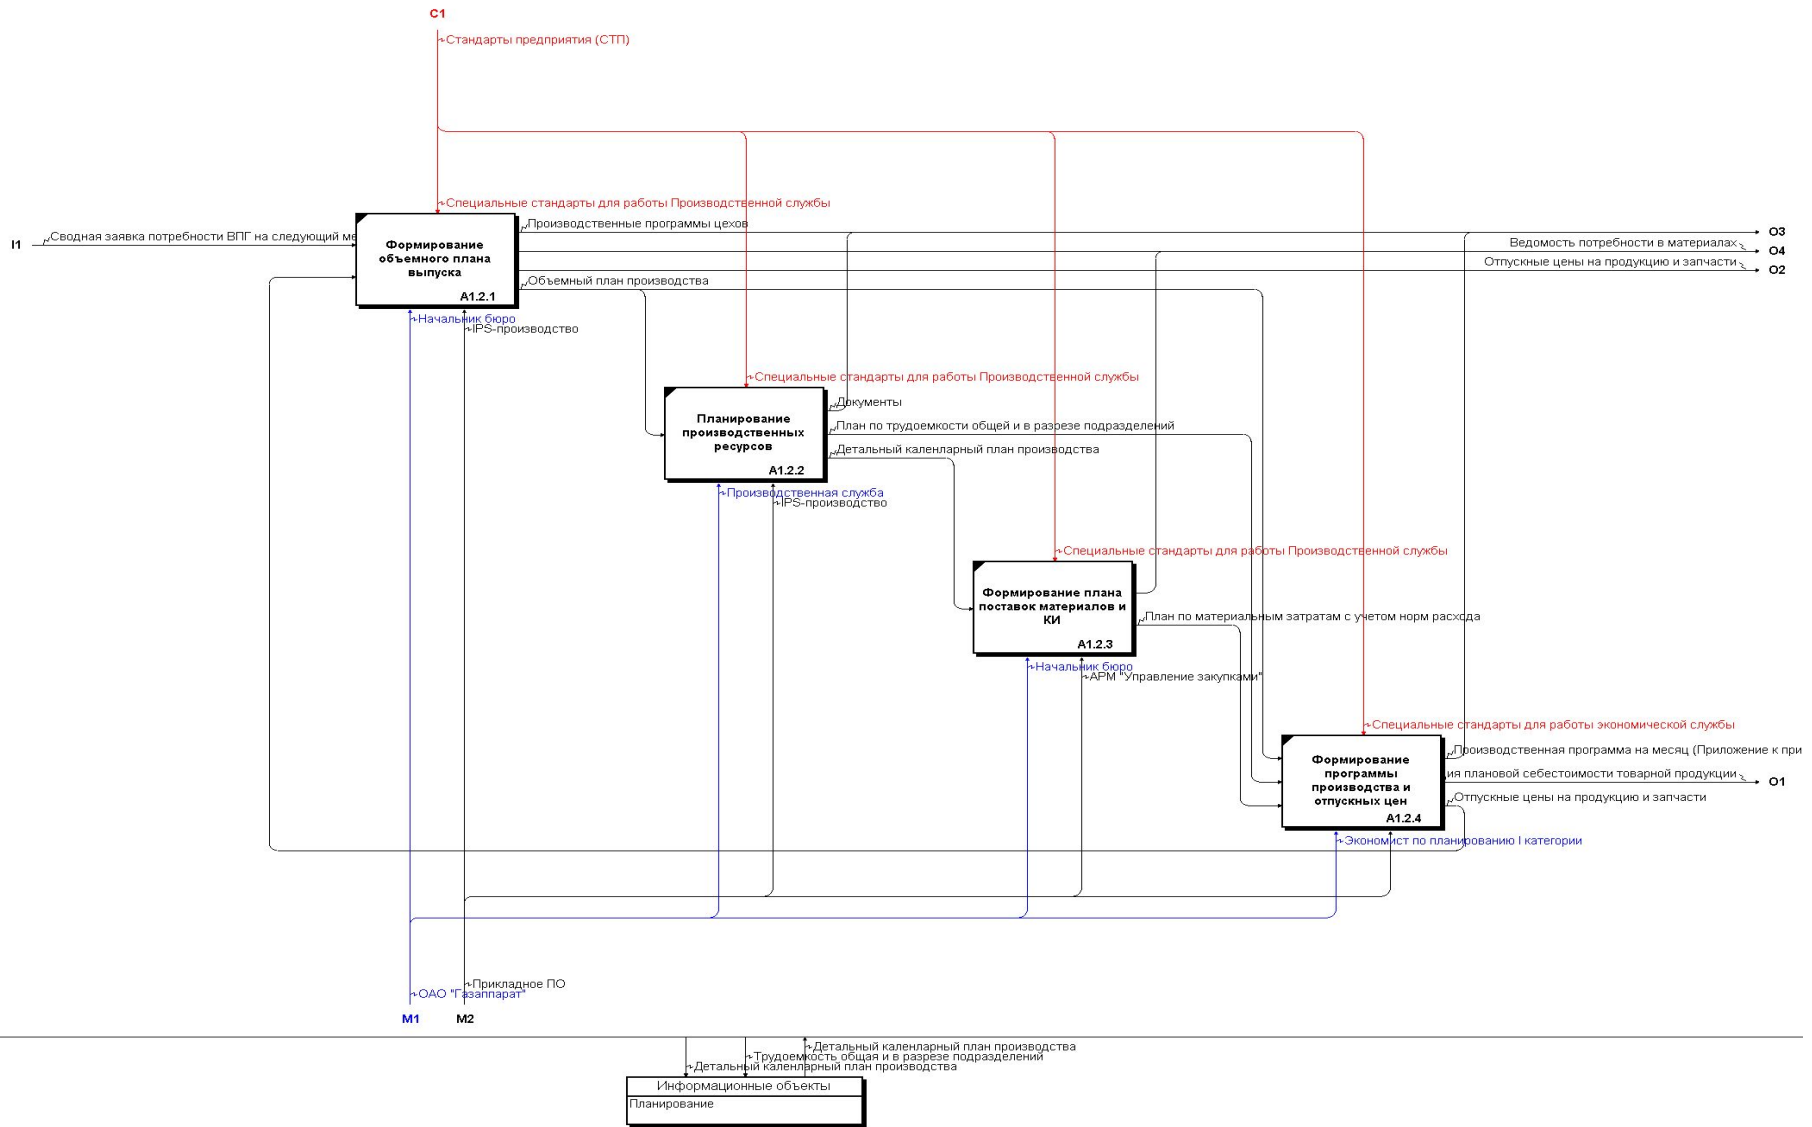 C1
Стандарты предприятия (СТП)
Специальные стандарты для работы Производственной службы
Производственные программы цехов
I1
Сводная заявка потребности ВПГ на следующий ме
O3
Ведомость потребности в материалах
O4
Отпускные цены на продукцию и запчасти
O2
Формирование
объемного плана
выпуска
A1.2.1
Объемный план производства
Начальник бюро
IPS-производство
Специальные стандарты для работы Производственной службы
Планирование
производственных
ресурсов
A1.2.2
Документы
План по трудоемкости общей и в разрезе подразделений
Детальный каленларный план производства
Производственная служба
IPS-производство
Специальные стандарты для работы Производственной службы
Формирование плана
поставок материалов и
КИ
A1.2.3
План по материальным затратам с учетом норм расхода
Начальник бюро
АРМ "Управление закупками"
Специальные стандарты для работы экономической службы
Формирование
программы
производства и
отпускных цен
A1.2.4
Производственная программа на месяц (Приложение к при
ия плановой себестоимости товарной продукции
O1
Отпускные цены на продукцию и запчасти
Экономист по планированию I категории
Прикладное ПО
ОАО "Газаппарат"
M1
M2
Детальный каленларный план производства
Трудоемкость общая и в разрезе подразделений
Детальный каленларный план производства
Информационные объекты
Планирование